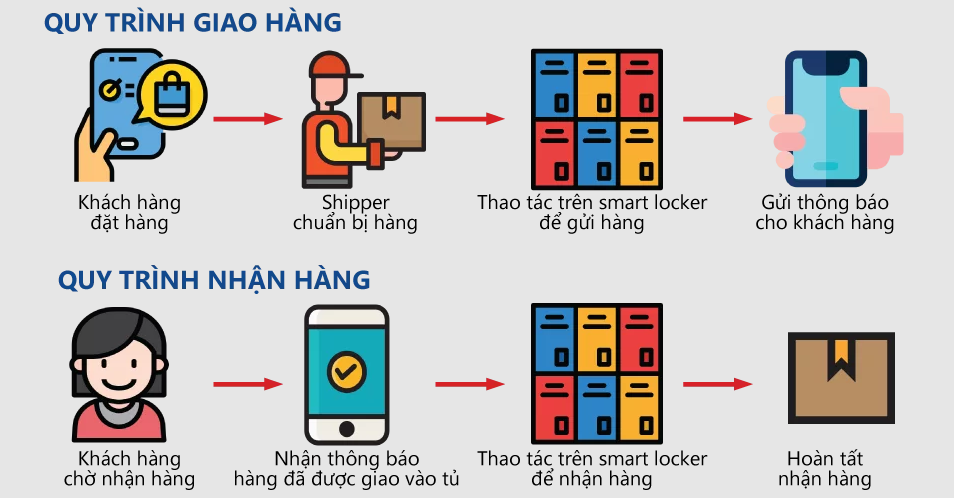 QUY TRÌNH GIAO HÀNG
Khách hàng
đặt hàng
Shipper
chuẩn bị hàng
Thao tác trên smart locker
để gửi hàng
Gửi thông báo
cho khách hàng
QUY TRÌNH NHẬN HÀNG
Khách hàng
chờ nhận hàng
Nhận thông báo
hàng đã được giao vào tủ
Thao tác trên smart locker
để nhận hàng
Hoàn tất
nhận hàng